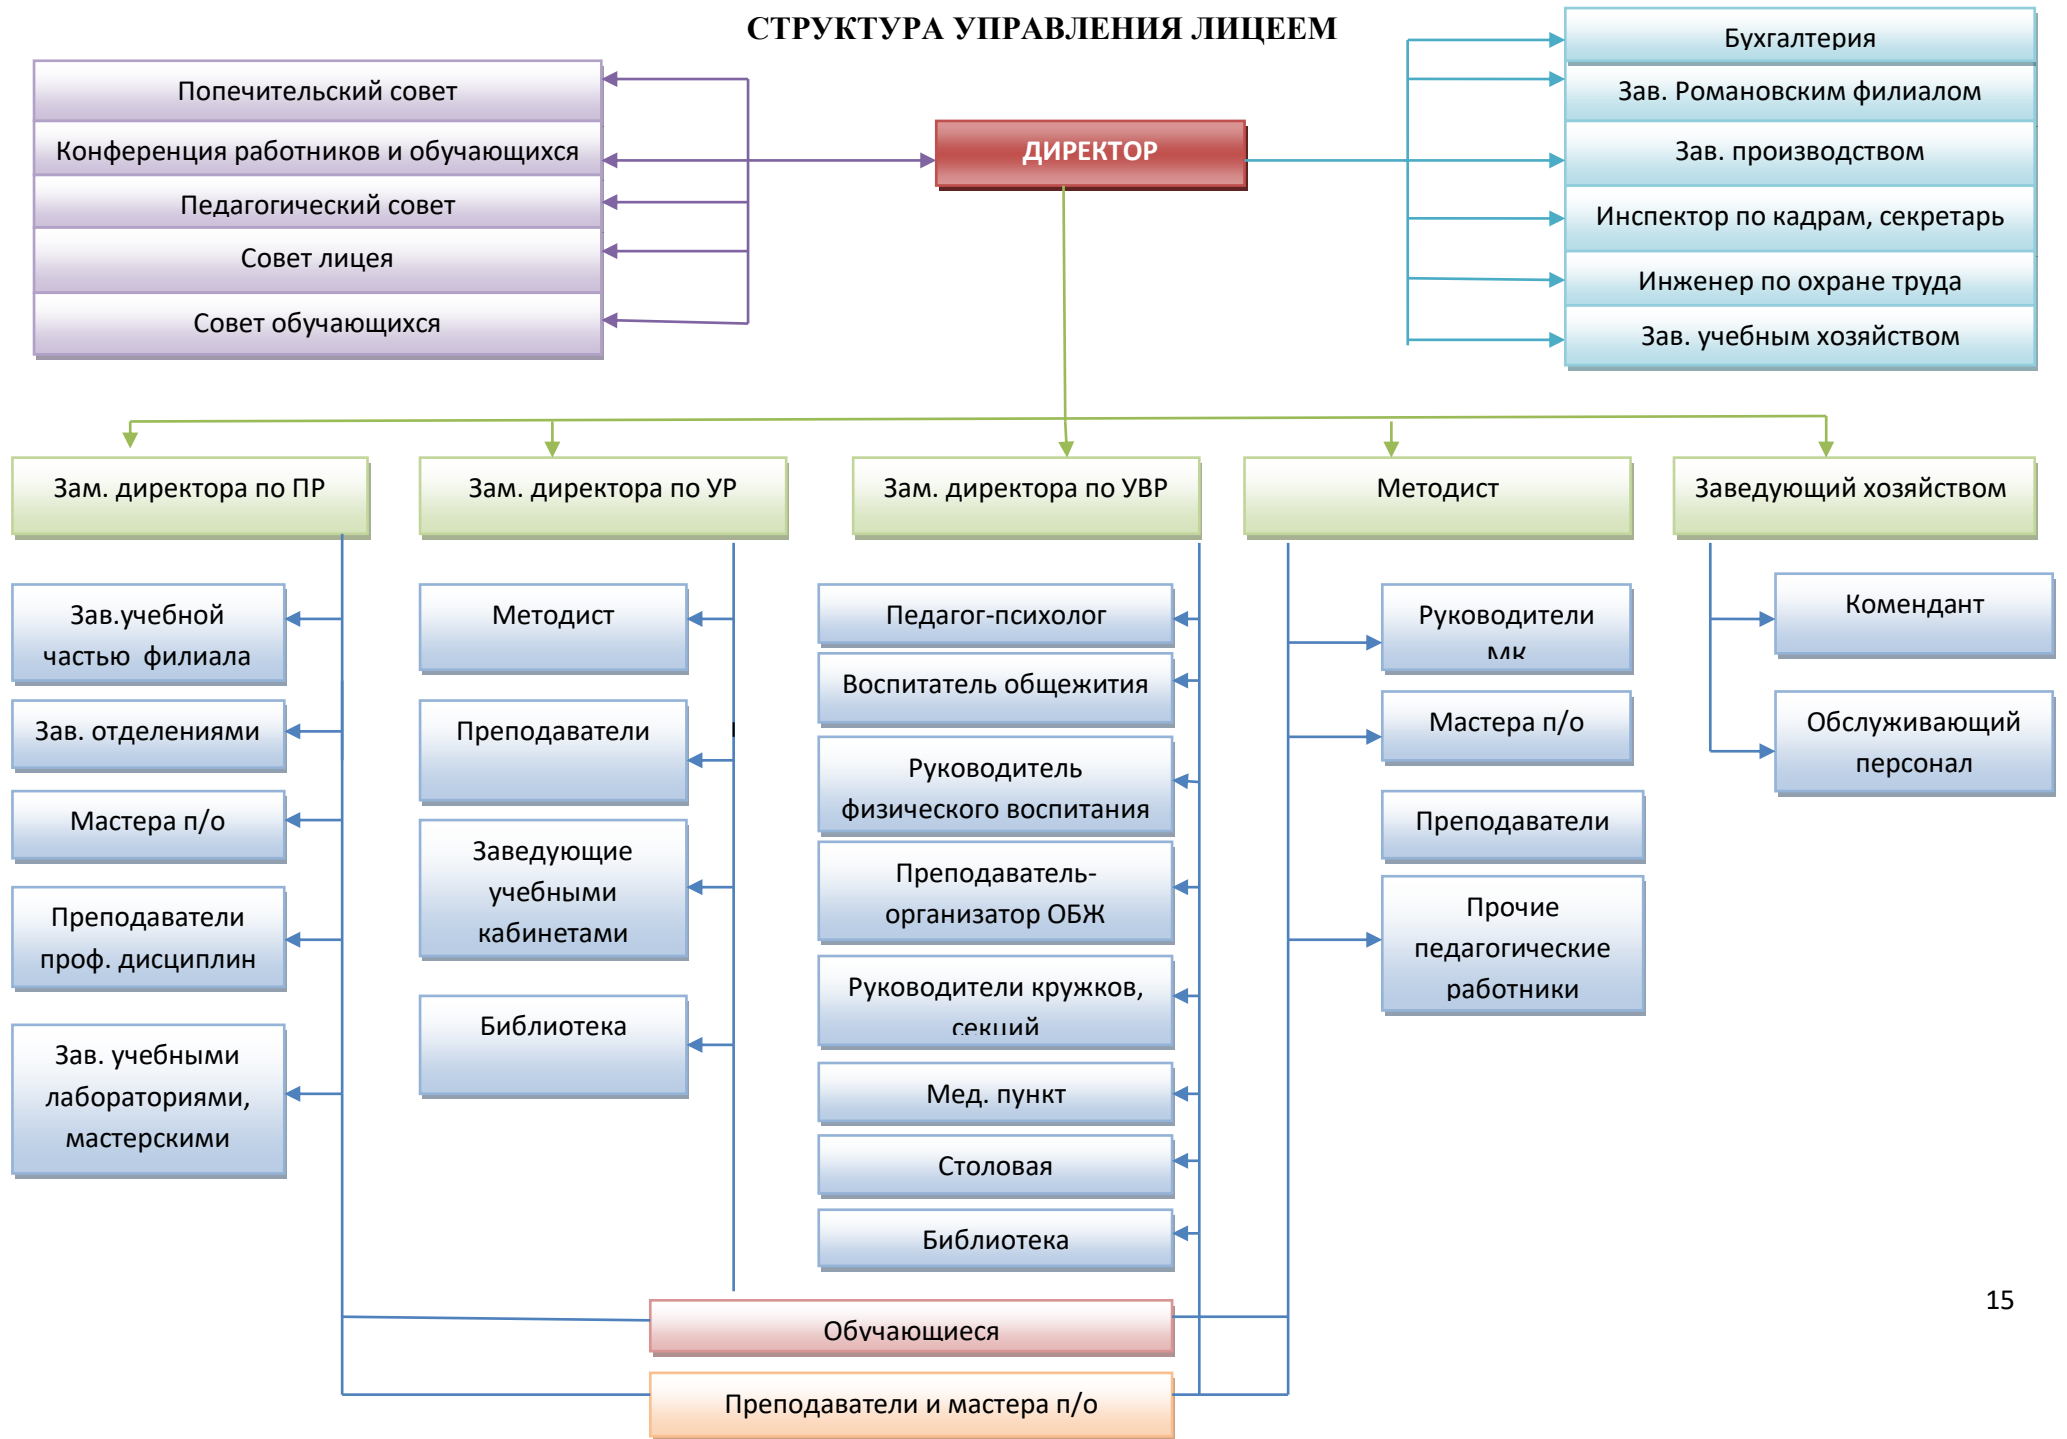 СТРУКТУРА УПРАВЛЕНИЯ ЛИЦЕЕМ
Попечительский совет
Конференция работников и обучающихся
Педагогический совет
Совет лицея
Совет обучающихся
ДИРЕКТОР
Бухгалтерия
Зав. Романовским филиалом
Зав. производством
Инспектор по кадрам, секретарь
Инженер по охране труда
Зав. учебным хозяйством
Зам. директора по ПР
Зам. директора по УР
Зам. директора по УВР
Методист
Заведующий хозяйством
Зав.учебной
частью филиала
Зав. отделениями
Мастера п/о
Преподаватели
проф. дисциплин
Зав. учебными
лабораториями,
мастерскими
Методист
Преподаватели
Заведующие
учебными
кабинетами
Библиотека
Педагог-психолог
Воспитатель общежития
Руководитель
физического воспитания
Преподаватель-
организатор ОБЖ
Руководители кружков,
секций
Мед. пункт
Столовая
Библиотека
Руководители
МК
Мастера п/о
Преподаватели
Прочие
педагогические
работники
Комендант
Обслуживающий
персонал
Обучающиеся
Преподаватели и мастера п/о
15